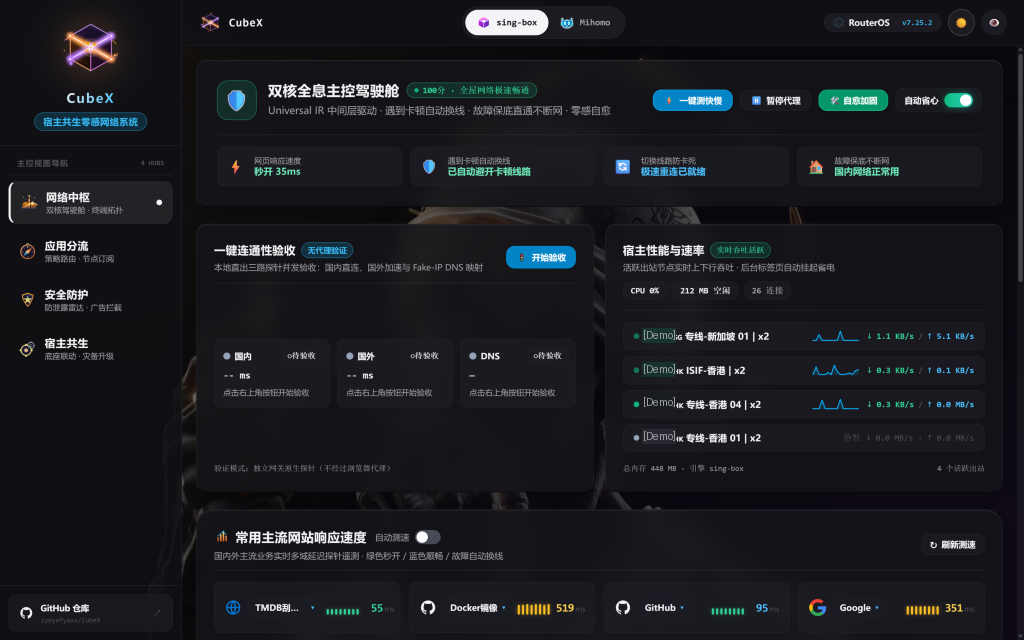 CubeX
宿主共生零感网络系统
主控视图导航
4 HUBS
网络中枢
双核驾驶舱 · 终端拓扑
应用分流
策略路由 · 节点订阅
安全防护
防泄露雷达 · 广告拦截
宿主共生
底座联动 · 灾备升级
GitHub 仓库
zyeyefyass/CubeX
CubeX
sing-box
Mihomo
RouterOS · v7.25.2
双核全息主控驾驶舱
100分 · 全屋网络极速畅通
Universal IR 中间层驱动 · 遇到卡顿自动换线 · 故障保底直通不断网 · 零感自愈
一键测快慢
暂停代理
自愈加固
自动省心
网页响应速度
秒开 35ms
遇到卡顿自动换线
已自动避开卡顿线路
切换线路防卡死
极速重连已就绪
故障保底不断网
国内网络正常用
一键连通性验收
无代理验证
本地直出三路探针并发验收：国内直连、国外加速与 Fake-IP DNS 映射
开始验收
国内
○待验收
-- ms
点击右上角按钮开始验收
国外
○待验收
-- ms
点击右上角按钮开始验收
DNS
○待验收
—
点击右上角按钮开始验收
验证模式：独立网关原生探针（不经过浏览器代理）
宿主性能与速率
实时吞吐活跃
活跃出站节点实时上下行吞吐 · 后台标签页自动挂起省电
CPU 0%
212 MB 空闲
26 连接
[Demo] 专线-新加坡 01 | x2
↓ 1.1 KB/s / ↑ 5.1 KB/s
[Demo] ISIF-香港 | x2
↓ 0.3 KB/s / ↑ 0.1 KB/s
[Demo] 专线-香港 04 | x2
↓ 0.3 KB/s / ↑ 0.0 MB/s
[Demo] 专线-香港 01 | x2
静默 ↓ 0.0 MB/s · ↑ 0.0 MB/s
总内存 448 MB · 引擎 sing-box
4 个活跃出站
常用主流网站响应速度
自动测速
国内外主流业务实时多域延迟探针遥测 · 绿色秒开 / 蓝色顺畅 / 故障自动换线
↻ 刷新测速
TMDB刮...
55 ms
Docker镜像
519 ms
GitHub
95 ms
Google
351 ms